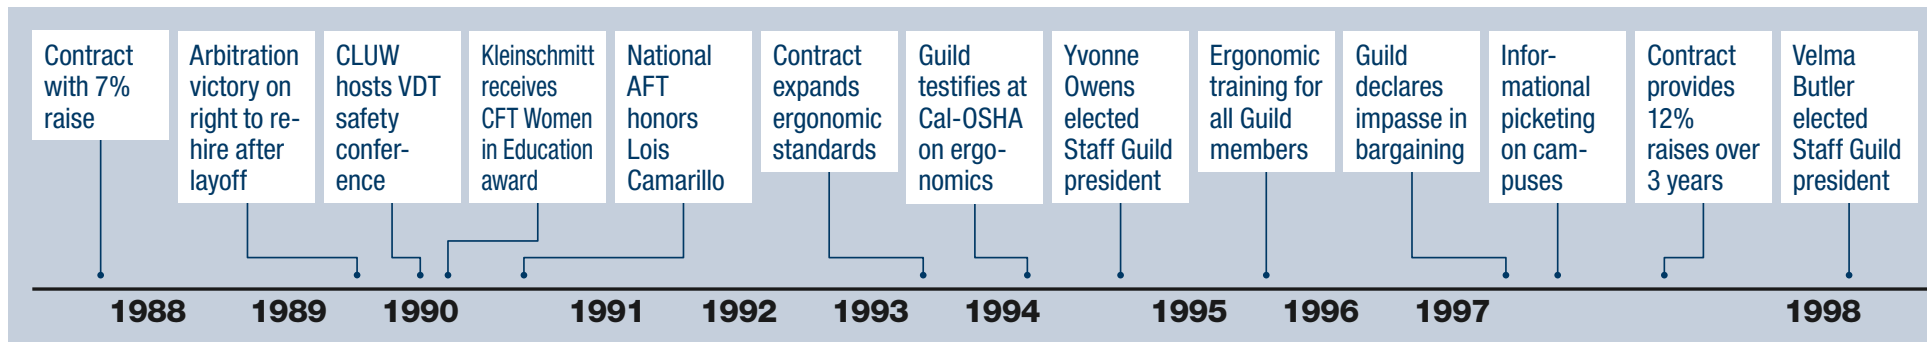 Contract
with 7%
raise
Arbitration
victory on
right to re-
hire after
layoff
CLUW
hosts VDT
safety
confer-
ence
Kleinschmitt
receives
CFT Women
in Education
award
National
AFT
honors
Lois
Camarillo
Contract
expands
ergonomic
standards
Guild
testifies at
Cal-OSHA
on ergo-
nomics
Yvonne
Owens
elected
Staff Guild
president
Ergonomic
training for
all Guild
members
Guild
declares
impasse in
bargaining
Infor-
mational
picketing
on cam-
puses
Contract
provides
12%
raises over
3 years
Velma
Butler
elected
Staff Guild
president
1988 1989 1990 1991 1992 1993 1994 1995 1996 1997 1998